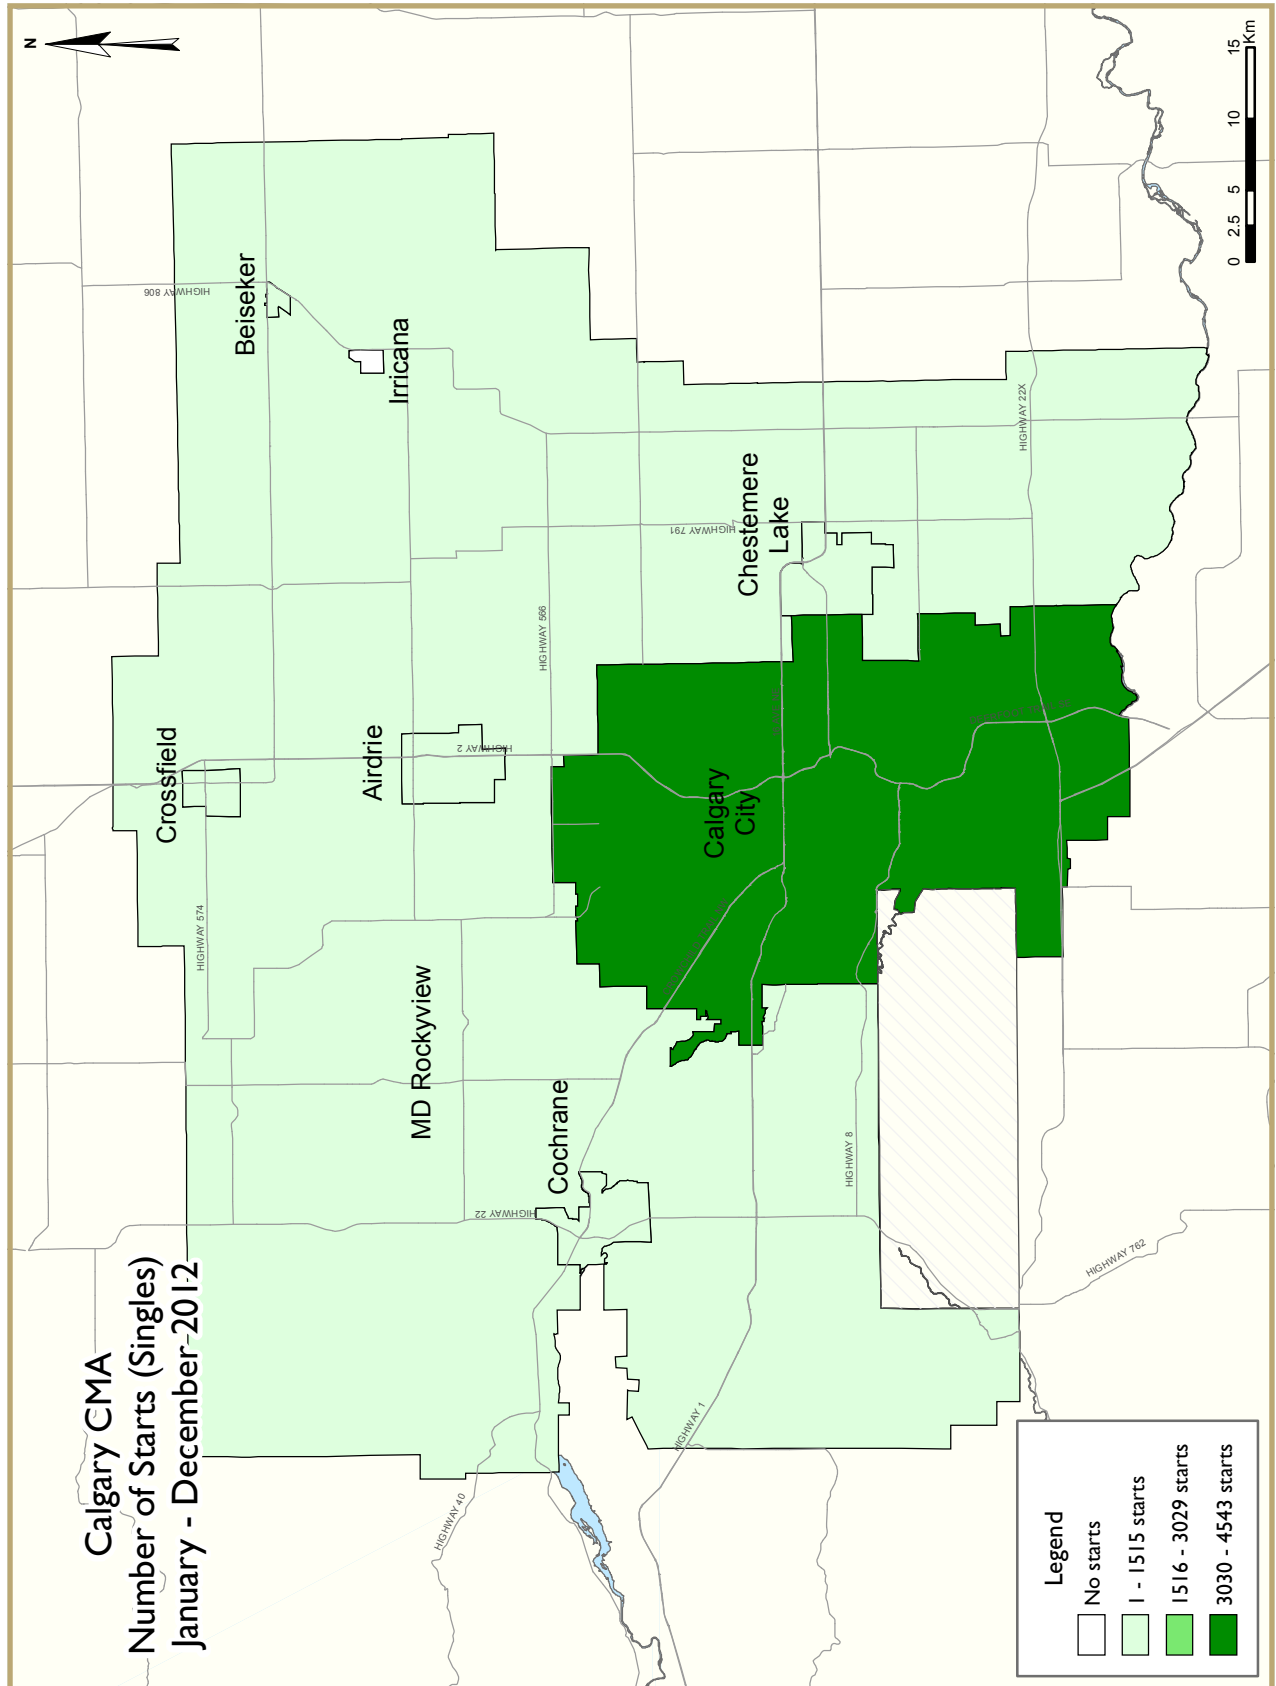 Calgary CMA
Number of Starts (Singles)
January - December 2012
N
HIGHWAY 806
Beiseker
Irricana
Crossfield
HIGHWAY 574
Airdrie
HIGHWAY 2
HIGHWAY 566
MD Rockyview
Cochrane
HIGHWAY 22
HIGHWAY 40
HIGHWAY 791
Chestemere
Lake
Calgary
City
HIGHWAY 22X
HIGHWAY 8
HIGHWAY 1
HIGHWAY 762
Legend
No starts
1 - 1515 starts
1516 - 3029 starts
3030 - 4543 starts
0 2.5 5 10 15
Km